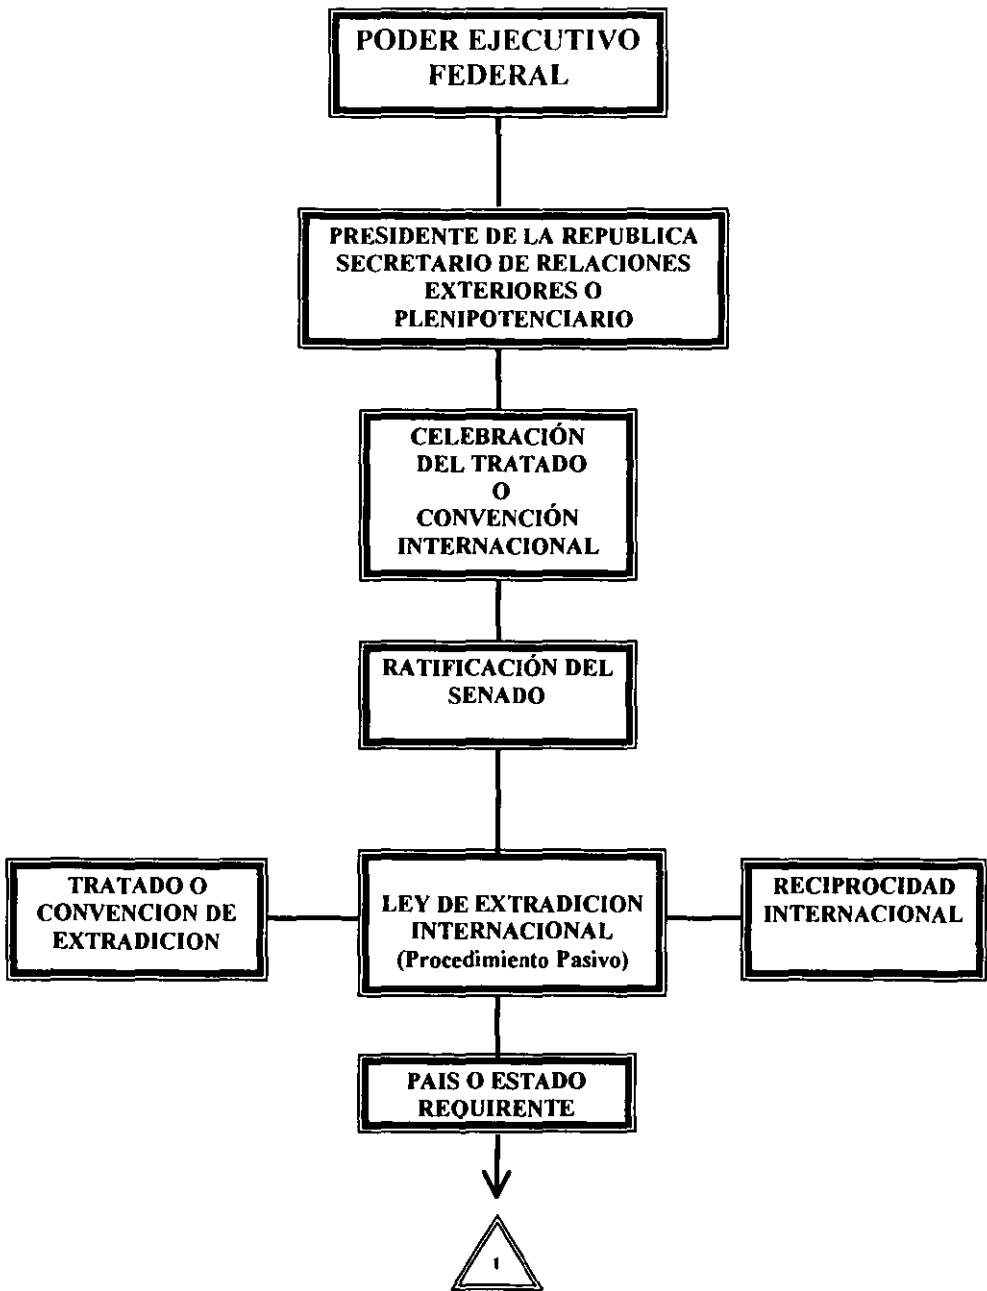 PODER EJECUTIVO
FEDERAL
PRESIDENTE DE LA REPUBLICA
SECRETARIO DE RELACIONES
EXTERIORES O
PLENIPOTENCIARIO
CELEBRACIÓN
DEL TRATADO
O
CONVENCIÓN
INTERNACIONAL
RATIFICACIÓN DEL
SENADO
TRATADO O
CONVENCION DE
EXTRADICION
LEY DE EXTRADICION
INTERNACIONAL
(Procedimiento Pasivo)
RECIPROCIDAD
INTERNACIONAL
PAIS O ESTADO
REQUIRENTE
1